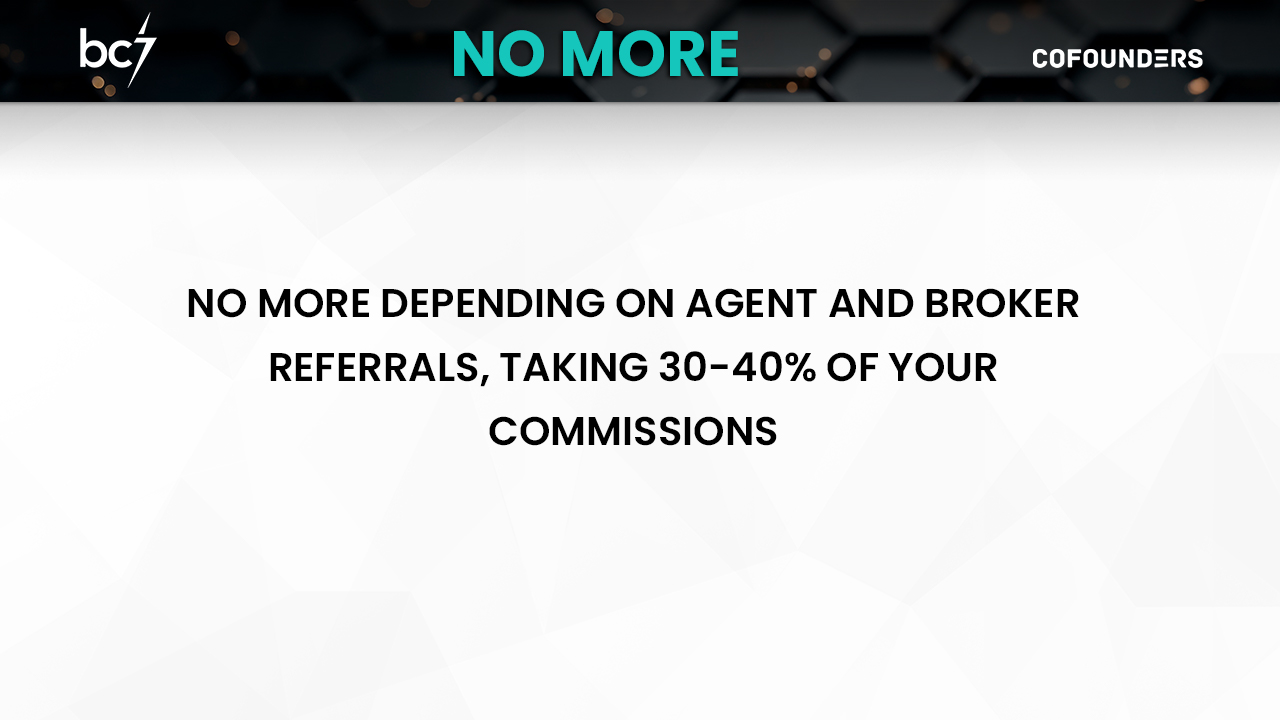 bc7
NO MORE
COFOUNDERS
NO MORE DEPENDING ON AGENT AND BROKER
REFERRALS, TAKING 30-40% OF YOUR
COMMISSIONS